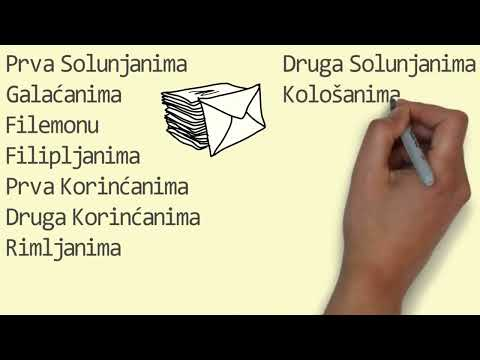 Prva Solunjanima
Galaćanima
Filemonu
Filipljanima
Prva Korinćanima
Druga Korinćanima
Rimljanima
Druga Solunjanima
Kološanima